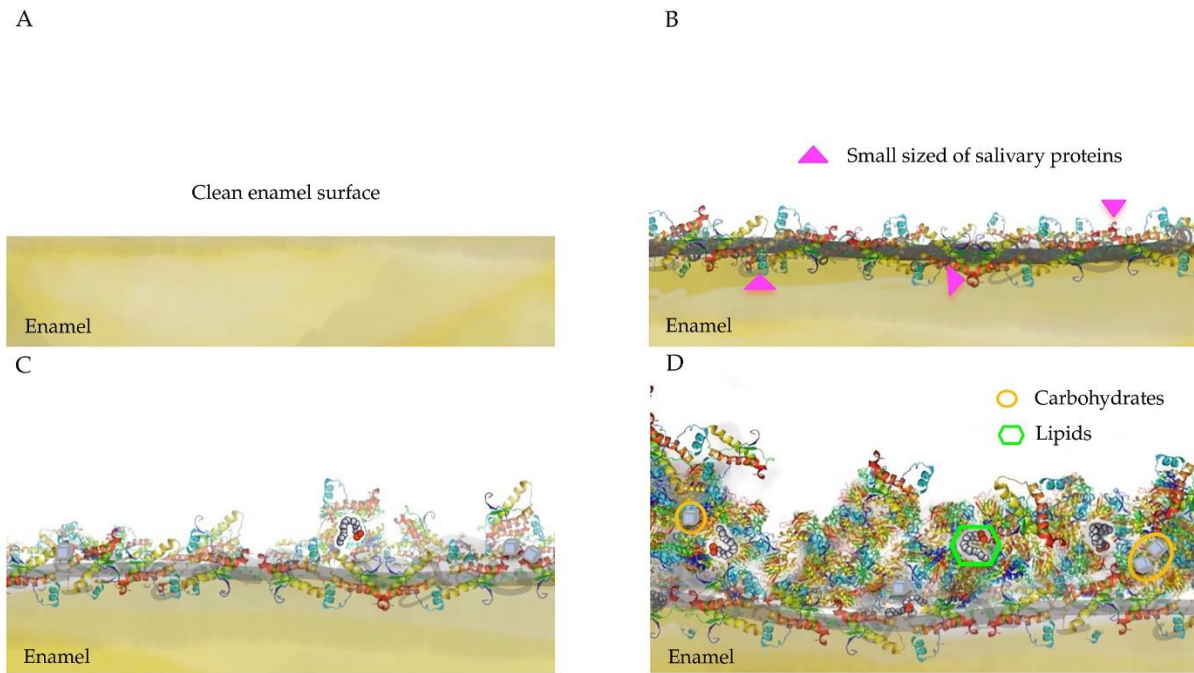 A
Clean enamel surface
Enamel
B
Small sized of salivary proteins
Enamel
C
Enamel
D
Carbohydrates
Lipids
Enamel